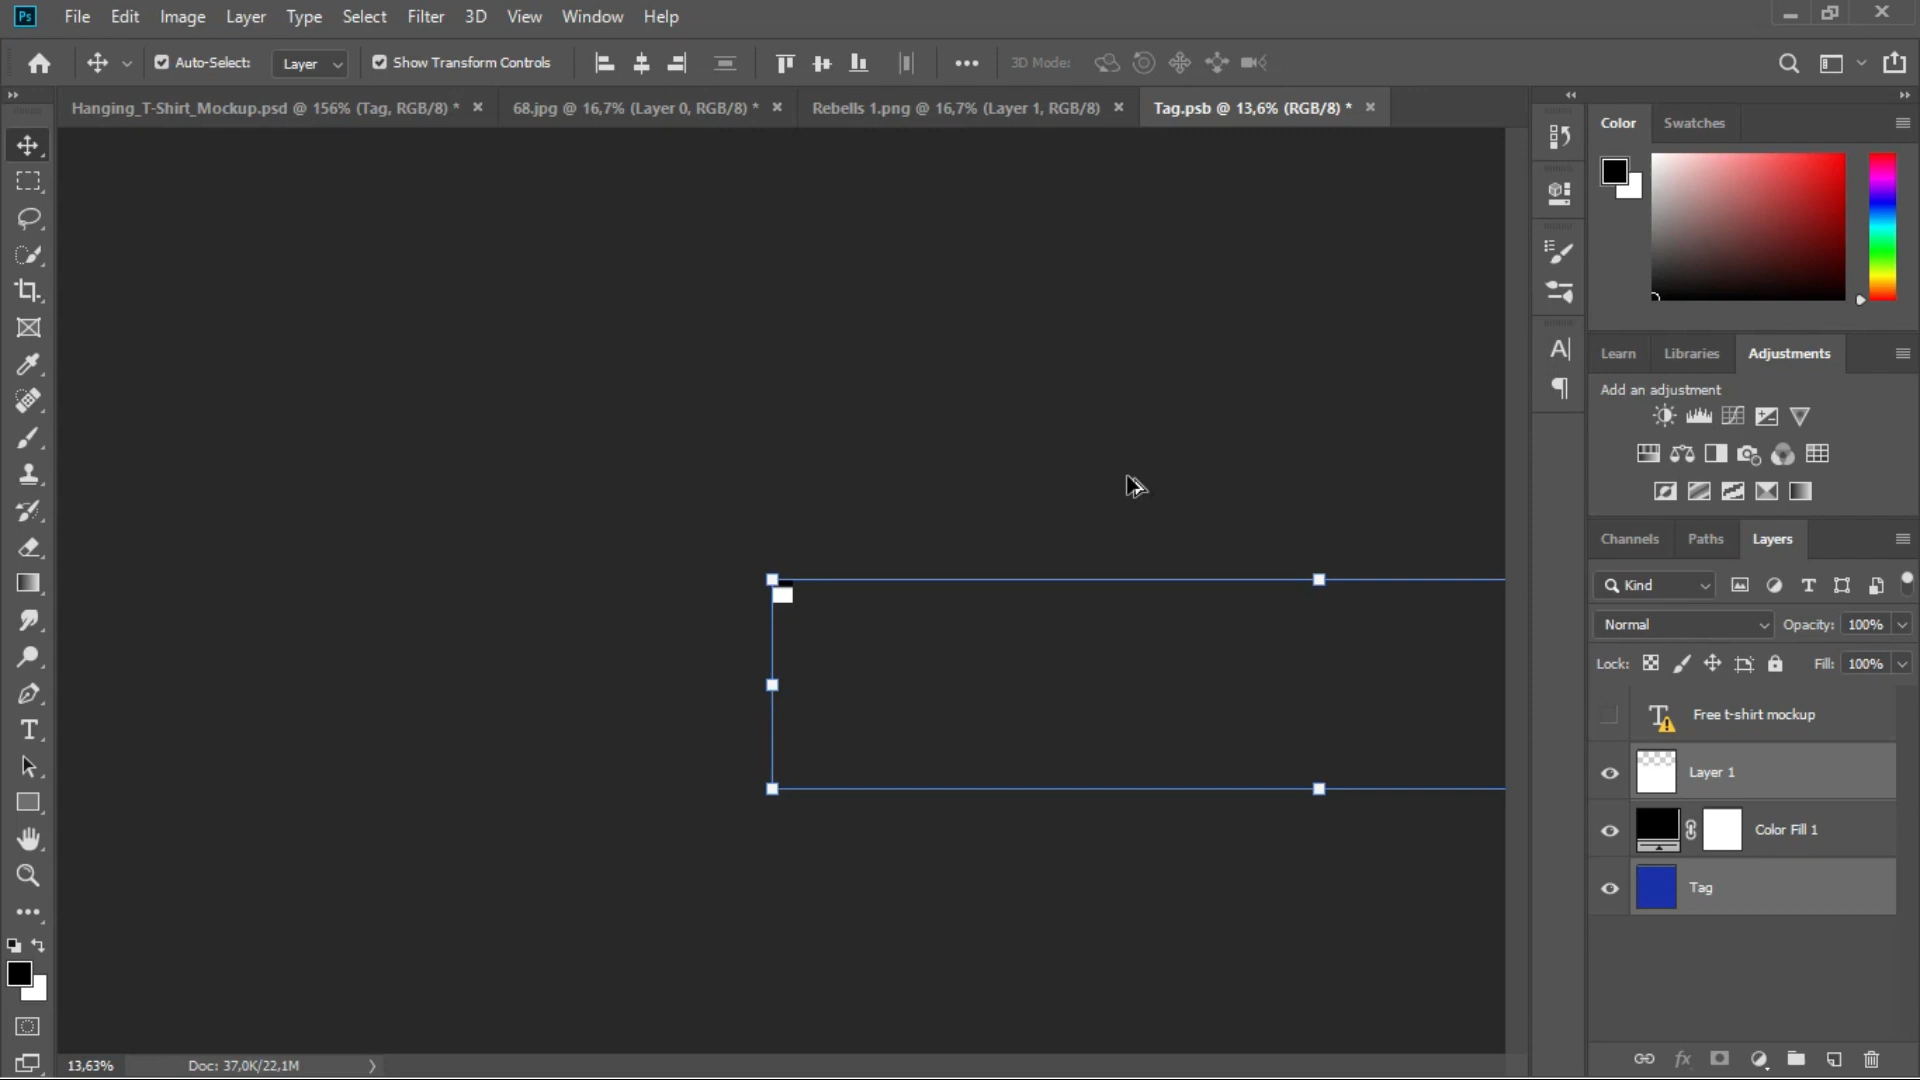 Ps File Edit Image Layer Type Select Filter 3D View Window Help
Auto-Select: Layer Show Transform Controls 3D Mode:
Hanging_T-Shirt_Mockup.psd @ 156% (Tag, RGB/8) * 68.jpg @ 16,7% (Layer 0, RGB/8) * Rebells 1.png @ 16,7% (Layer 1, RGB/8) Tag.psb @ 13,6% (RGB/8) *
Color Swatches
Learn Libraries Adjustments
Add an adjustment
Channels Paths Layers
Kind
Normal Opacity: 100%
Lock: Fill: 100%
Free t-shirt mockup
Layer 1
Color Fill 1
Tag
13,63% Doc: 37,0K/22,1M